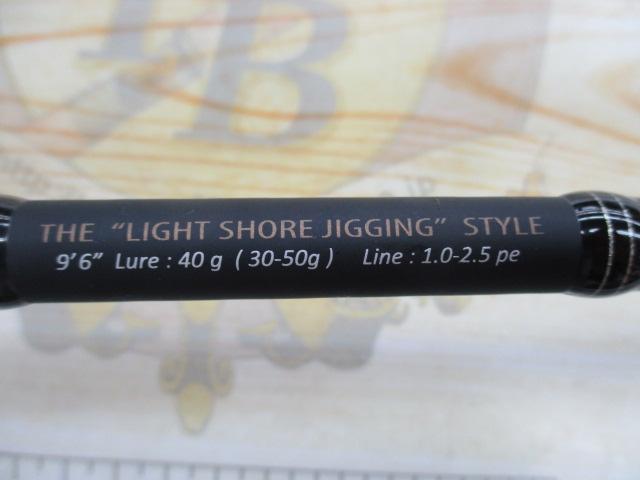 THE “LIGHT SHORE JIGGING” STYLE
9’6” Lure : 40 g ( 30-50g ) Line : 1.0-2.5 pe